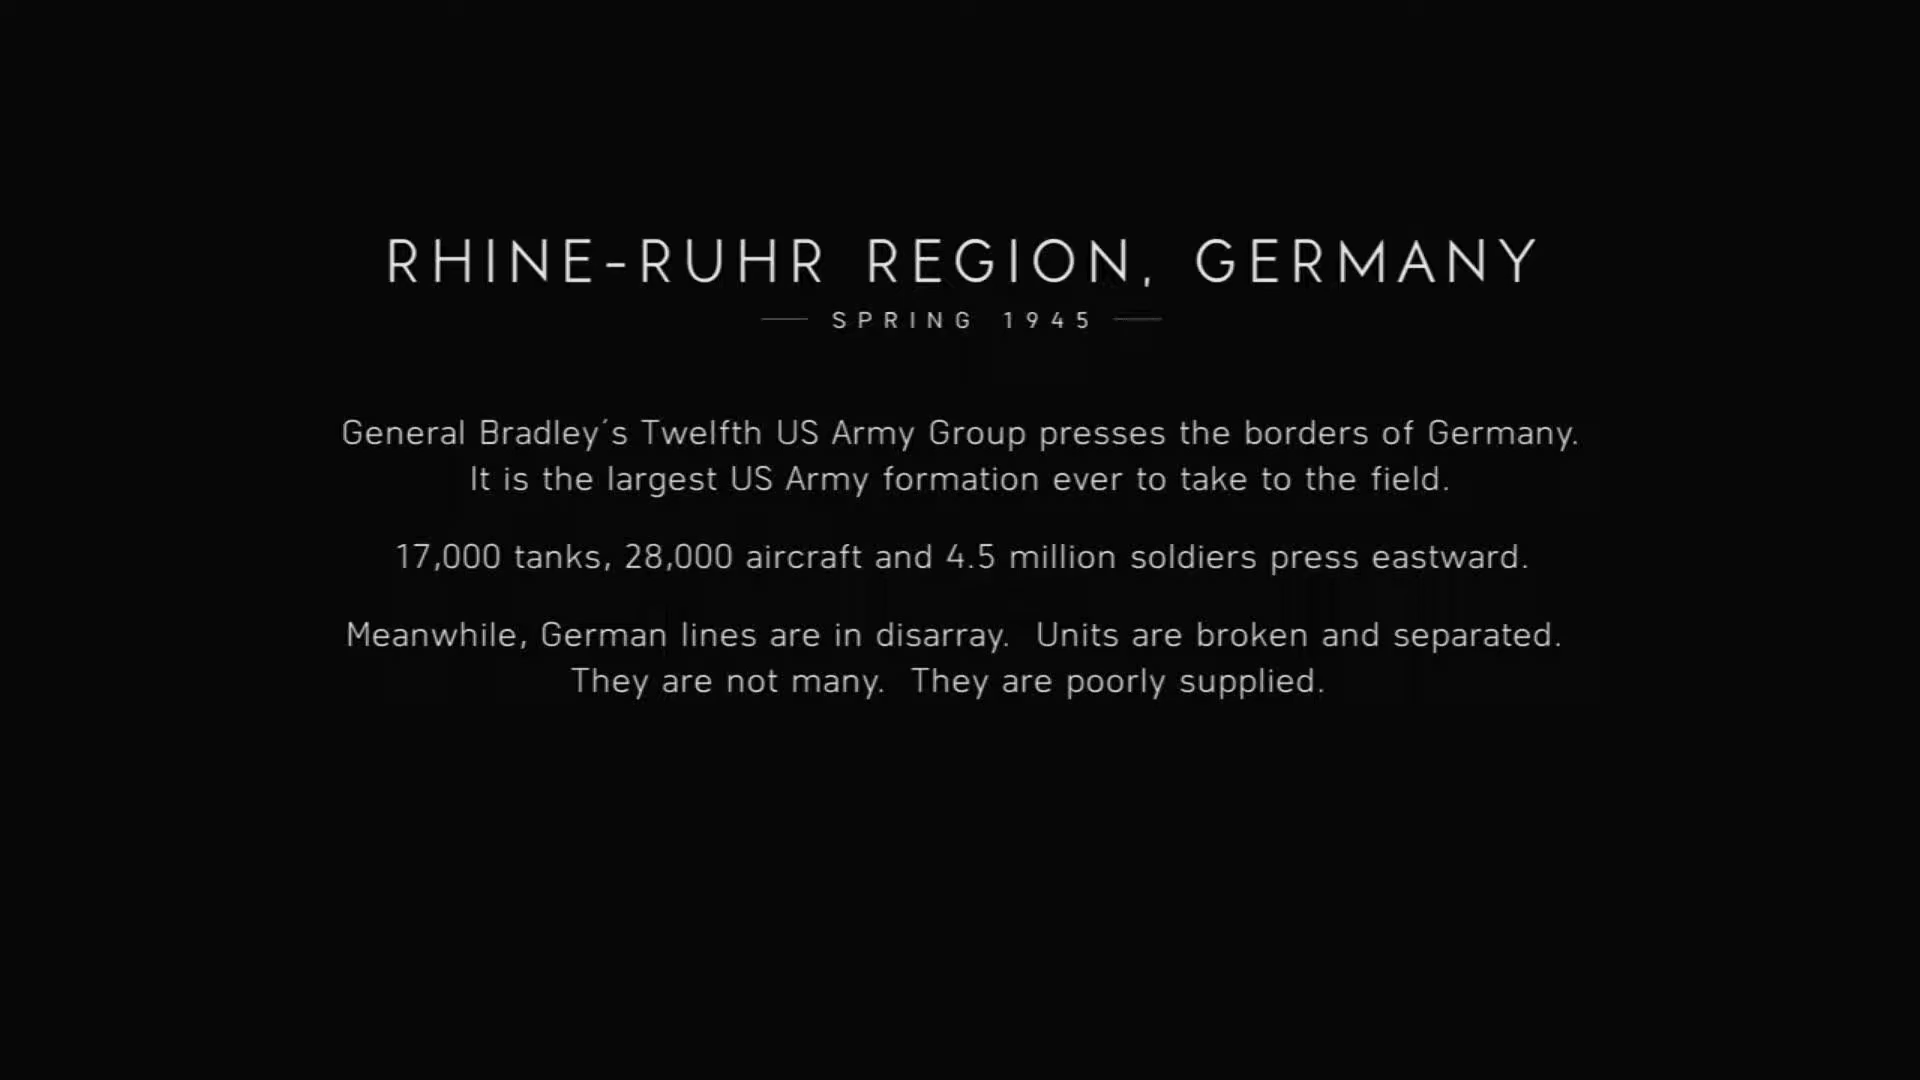 RHINE-RUHR REGION, GERMANY
SPRING 1945
General Bradley´s Twelfth US Army Group presses the borders of Germany.
It is the largest US Army formation ever to take to the field.
17,000 tanks, 28,000 aircraft and 4.5 million soldiers press eastward.
Meanwhile, German lines are in disarray.  Units are broken and separated.
They are not many.  They are poorly supplied.